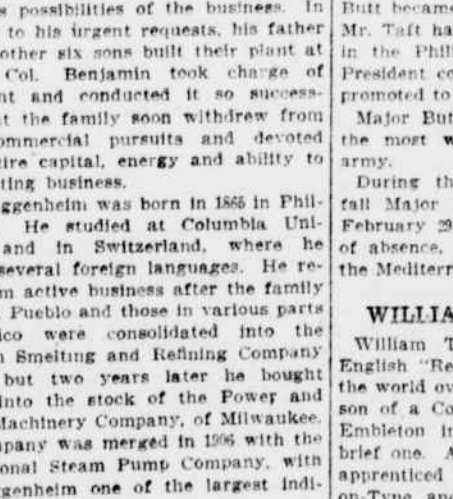 s possibilities of the business. In
to his urgent requests, his father
other six sons built their plant at
Col. Benjamin took charge of
nt and conducted it so success-
t the family soon withdrew from
ommercial pursuits and devoted
tire capital, energy and ability to
ting business.
ggenheim was born in 1865 in Phil-
He studied at Columbia Uni-
and in Switzerland, where he
several foreign languages. He re-
m active business after the family
Pueblo and those in various parts
ico were consolidated into the
n Smelting and Refining Company
but two years later he bought
into the stock of the Power and
Machinery Company, of Milwaukee.
mpany was merged in 1906 with the
ional Steam Pump Company, with
ggenheim one of the largest indi-
Butt became
Mr. Taft ha
in the Phili
President co
promoted to
Major But
the most w
army.
During th
fall Major
February 29
of absence,
the Mediterr
WILLIA
William T
English "Re
the world ov
son of a Co
Embleton in
brief one. A
apprenticed
on-Tyne and